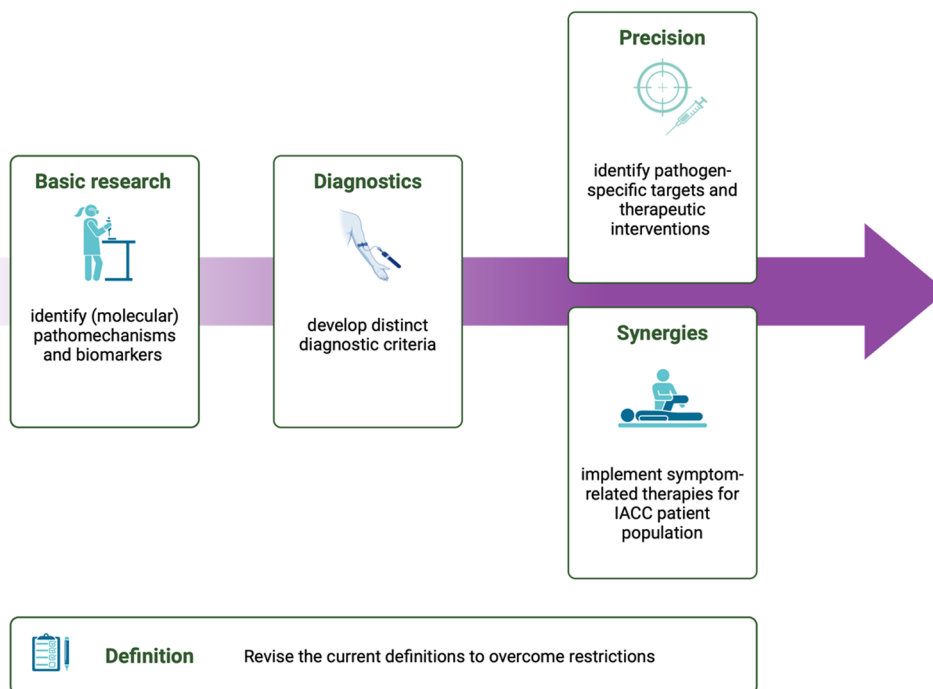 Basic research
identify (molecular)
pathomechanisms
and biomarkers
Diagnostics
develop distinct
diagnostic criteria
Precision
identify pathogen-
specific targets and
therapeutic
interventions
Synergies
implement symptom-
related therapies for
IACC patient
population
Definition
Revise the current definitions to overcome restrictions